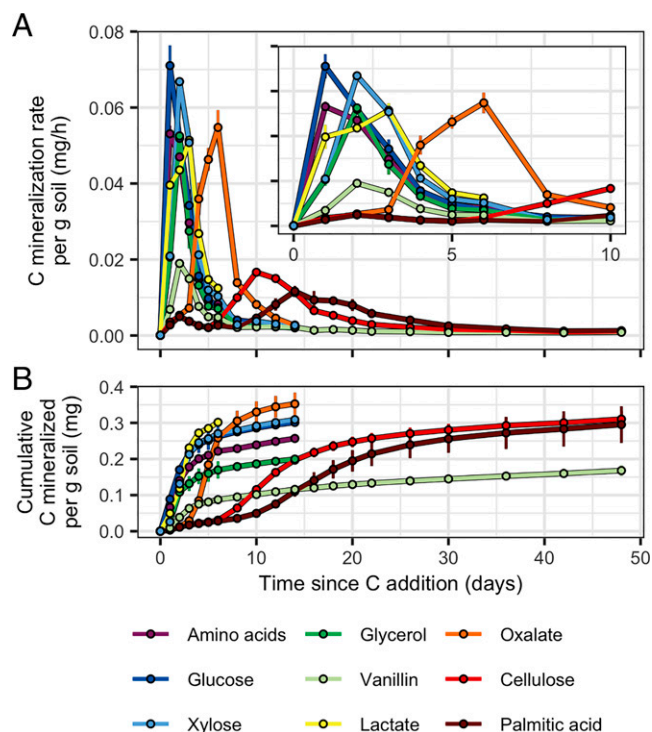 A
C mineralization rate
per g soil (mg/h)
0.08
0.06
0.04
0.02
0.00
0
5
10
B
Cumulative
C mineralized
per g soil (mg)
0.4
0.3
0.2
0.1
0.0
0 10 20 30 40 50
Time since C addition (days)
Amino acids Glycerol Oxalate
Glucose Vanillin Cellulose
Xylose Lactate Palmitic acid